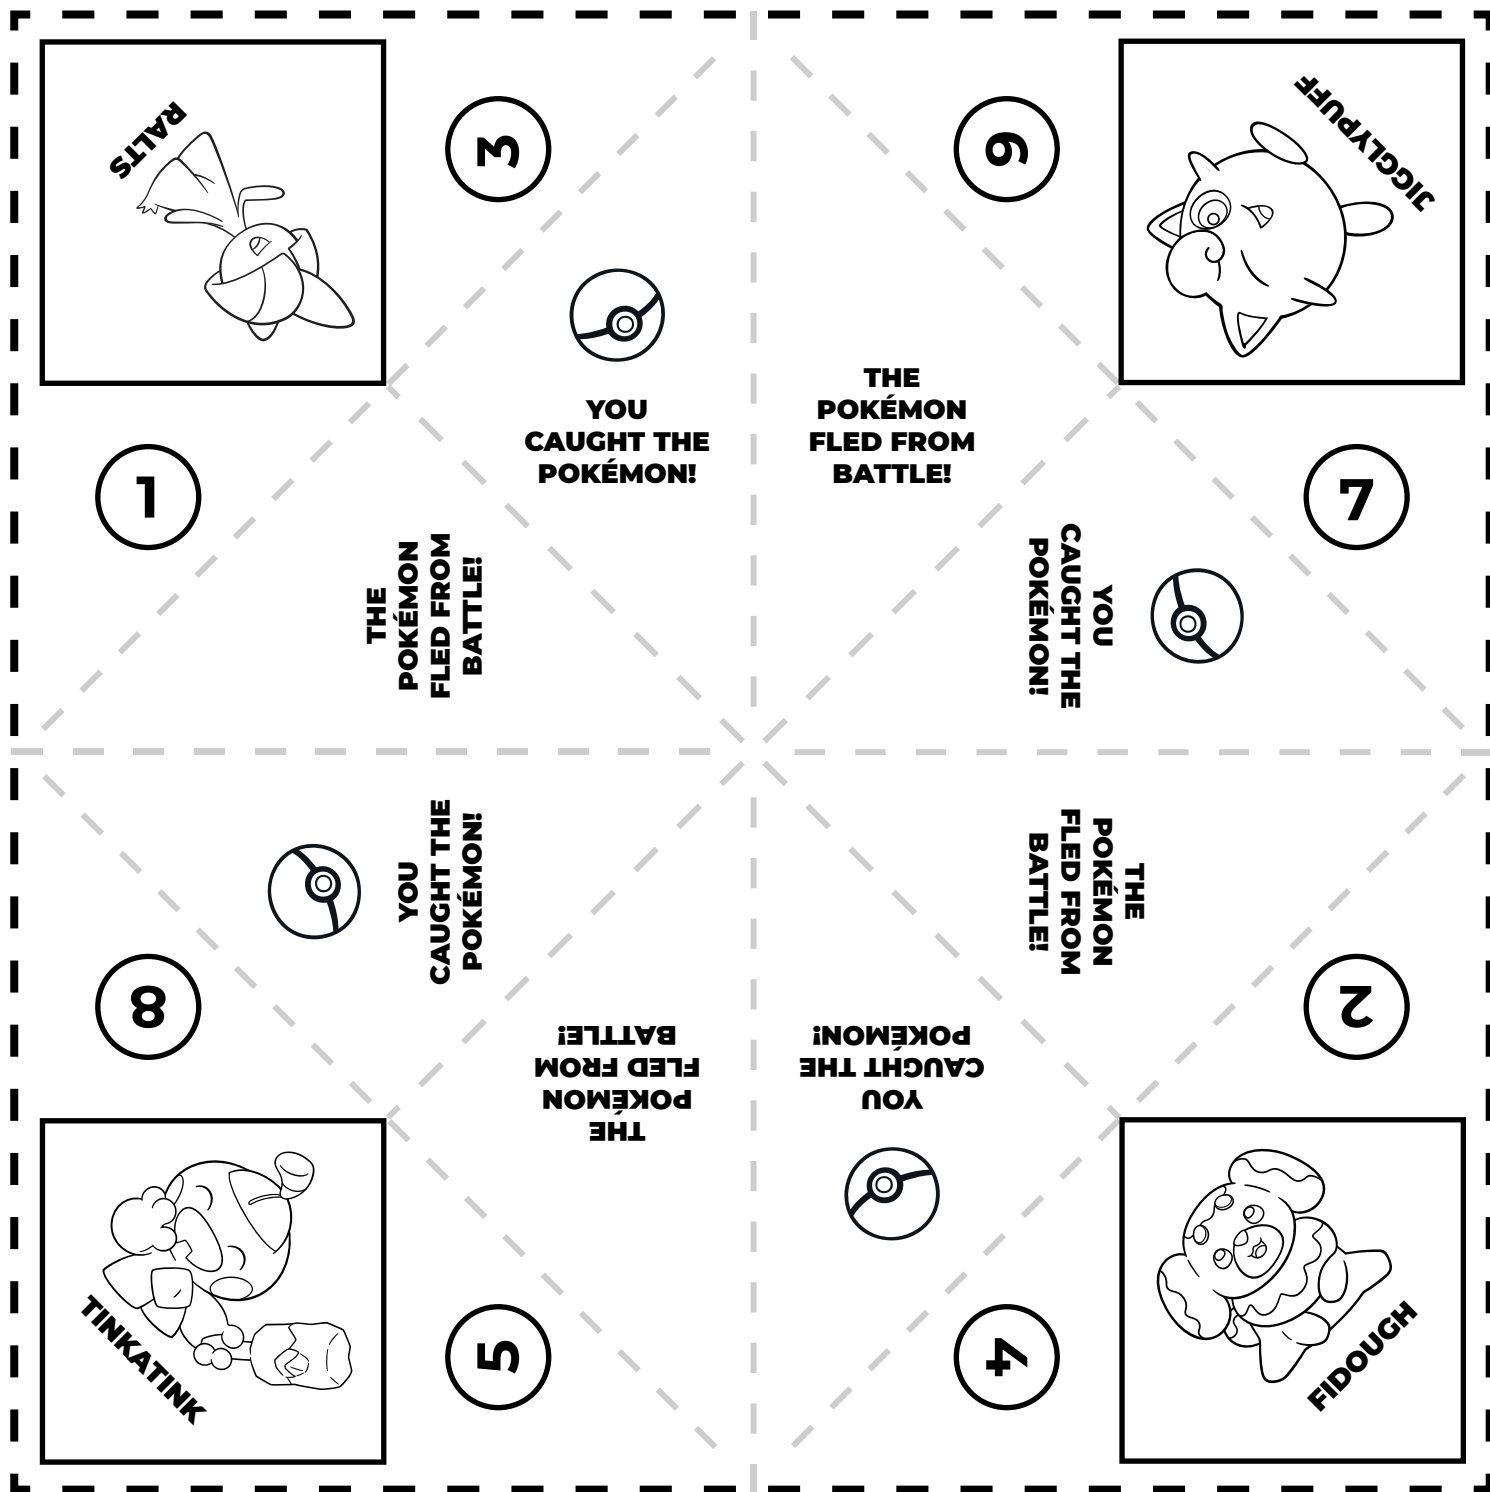 RALTS
3
6
JIGGLYPUFF
YOU
CAUGHT THE
POKÉMON!
THE
POKÉMON
FLED FROM
BATTLE!
1
7
THE
POKÉMON
FLED FROM
BATTLE!
YOU
CAUGHT THE
POKÉMON!
YOU
CAUGHT THE
POKÉMON!
THE
POKÉMON
FLED FROM
BATTLE!
8
2
THE
POKÉMON
FLED FROM
BATTLE!
YOU
CAUGHT THE
POKÉMON!
TINKATINK
5
4
FIDOUGH